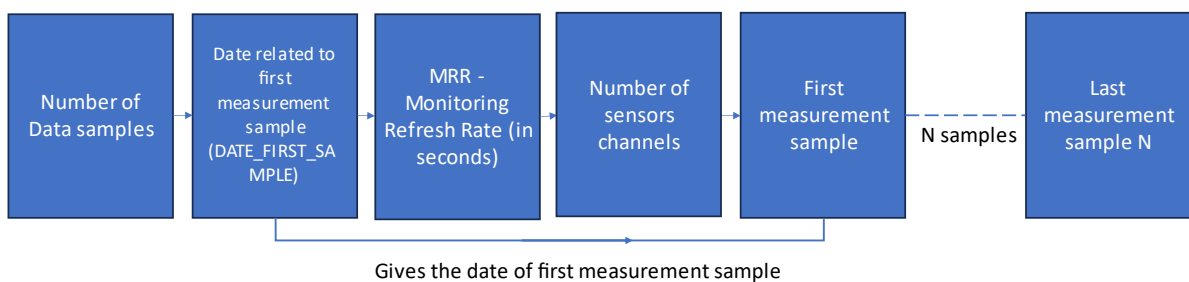 Number of
Data samples
Date related to
first
measurement
sample
(DATE_FIRST_SA
MPLE)
MRR -
Monitoring
Refresh Rate (in
seconds)
Number of
sensors
channels
First
measurement
sample
N samples
Last
measurement
sample N
Gives the date of first measurement sample